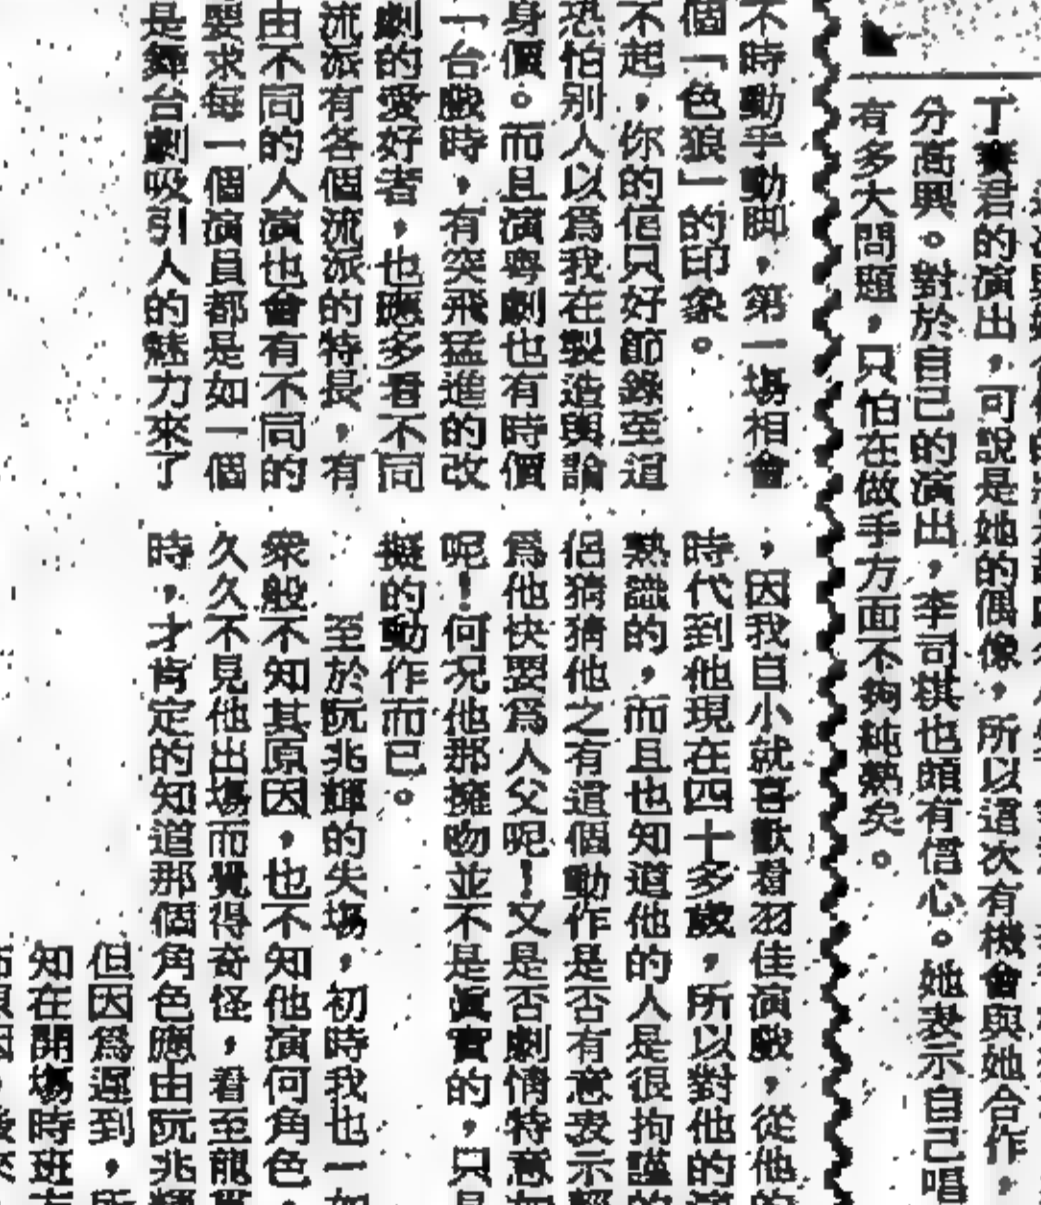 丁君的演出，可說是她的偶像，所以這次有機會與她合作，
分高興。對於自己的演出，李司棋也頗有信心。她表示自己唱
有多大問題，只怕在做手方面不夠純熟矣。
不時動手動脚，第一場相會
個「色狼」的印象。
不起，你的信只好節錄至這
恐怕别人以爲我在製造輿論
身價。而且演粤劇也有時價
一台戲時，有突飛猛進的改
劇的愛好者，也應多看不同
流派有各個流派的特長，有
由不同的人演也會有不同的
要求每一個演員都是如一個
是舞台劇吸引人的魅力來了
，因我自小就喜歡看羽佳演戲，從他的
時代到他現在四十多歲，所以對他的演
熟識的，而且也知道他的人是很拘謹的
侶猜猜他之有這個動作是否有意表示
爲他快要爲人父呢！又是否劇情特意如
呢！何况他那擁吻並不是真實的，只是
擬的動作而已。
至於阮兆輝的失塲，初時我也一如
衆般不知其原因，也不知他演何角色，
久久不見他出塲而覺得奇怪，看至龍
時，才肯定的知道那個角色應由阮兆輝
但因爲遲到，所
知在開塲時班